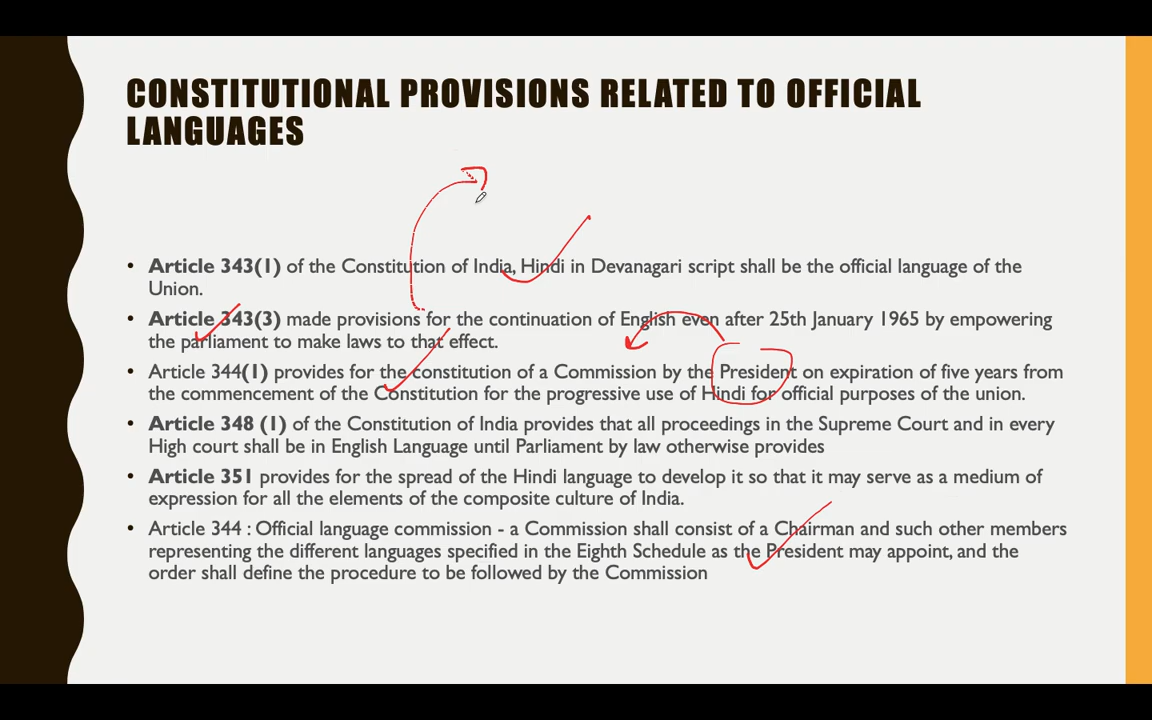 CONSTITUTIONAL PROVISIONS RELATED TO OFFICIAL
LANGUAGES
• Article 343(1) of the Constitution of India, Hindi in Devanagari script shall be the official language of the
Union.
• Article 343(3) made provisions for the continuation of English even after 25th January 1965 by empowering
the parliament to make laws to that effect.
• Article 344(1) provides for the constitution of a Commission by the President on expiration of five years from
the commencement of the Constitution for the progressive use of Hindi for official purposes of the union.
• Article 348 (1) of the Constitution of India provides that all proceedings in the Supreme Court and in every
High court shall be in English Language until Parliament by law otherwise provides
• Article 351 provides for the spread of the Hindi language to develop it so that it may serve as a medium of
expression for all the elements of the composite culture of India.
• Article 344 : Official language commission - a Commission shall consist of a Chairman and such other members
representing the different languages specified in the Eighth Schedule as the President may appoint, and the
order shall define the procedure to be followed by the Commission